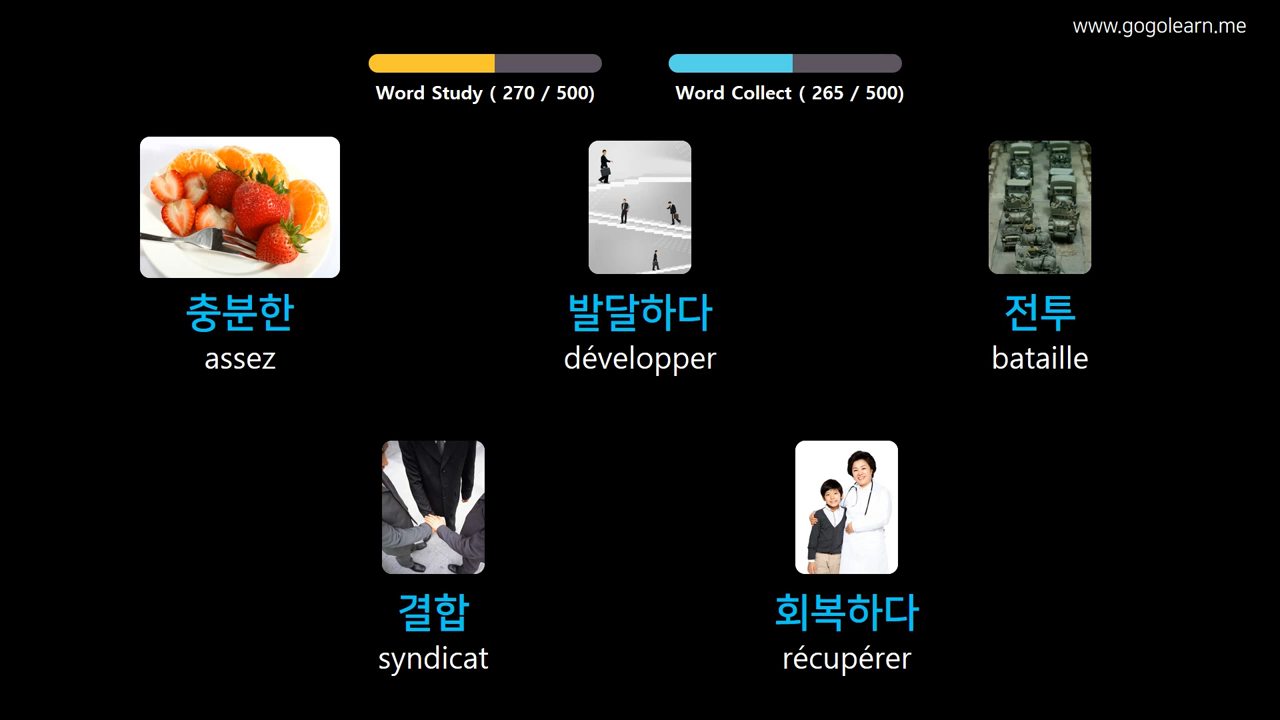 www.gogolearn.me
Word Study ( 270 / 500)
Word Collect ( 265 / 500)
충분한
assez
발달하다
développer
전투
bataille
결합
syndicat
회복하다
récupérer